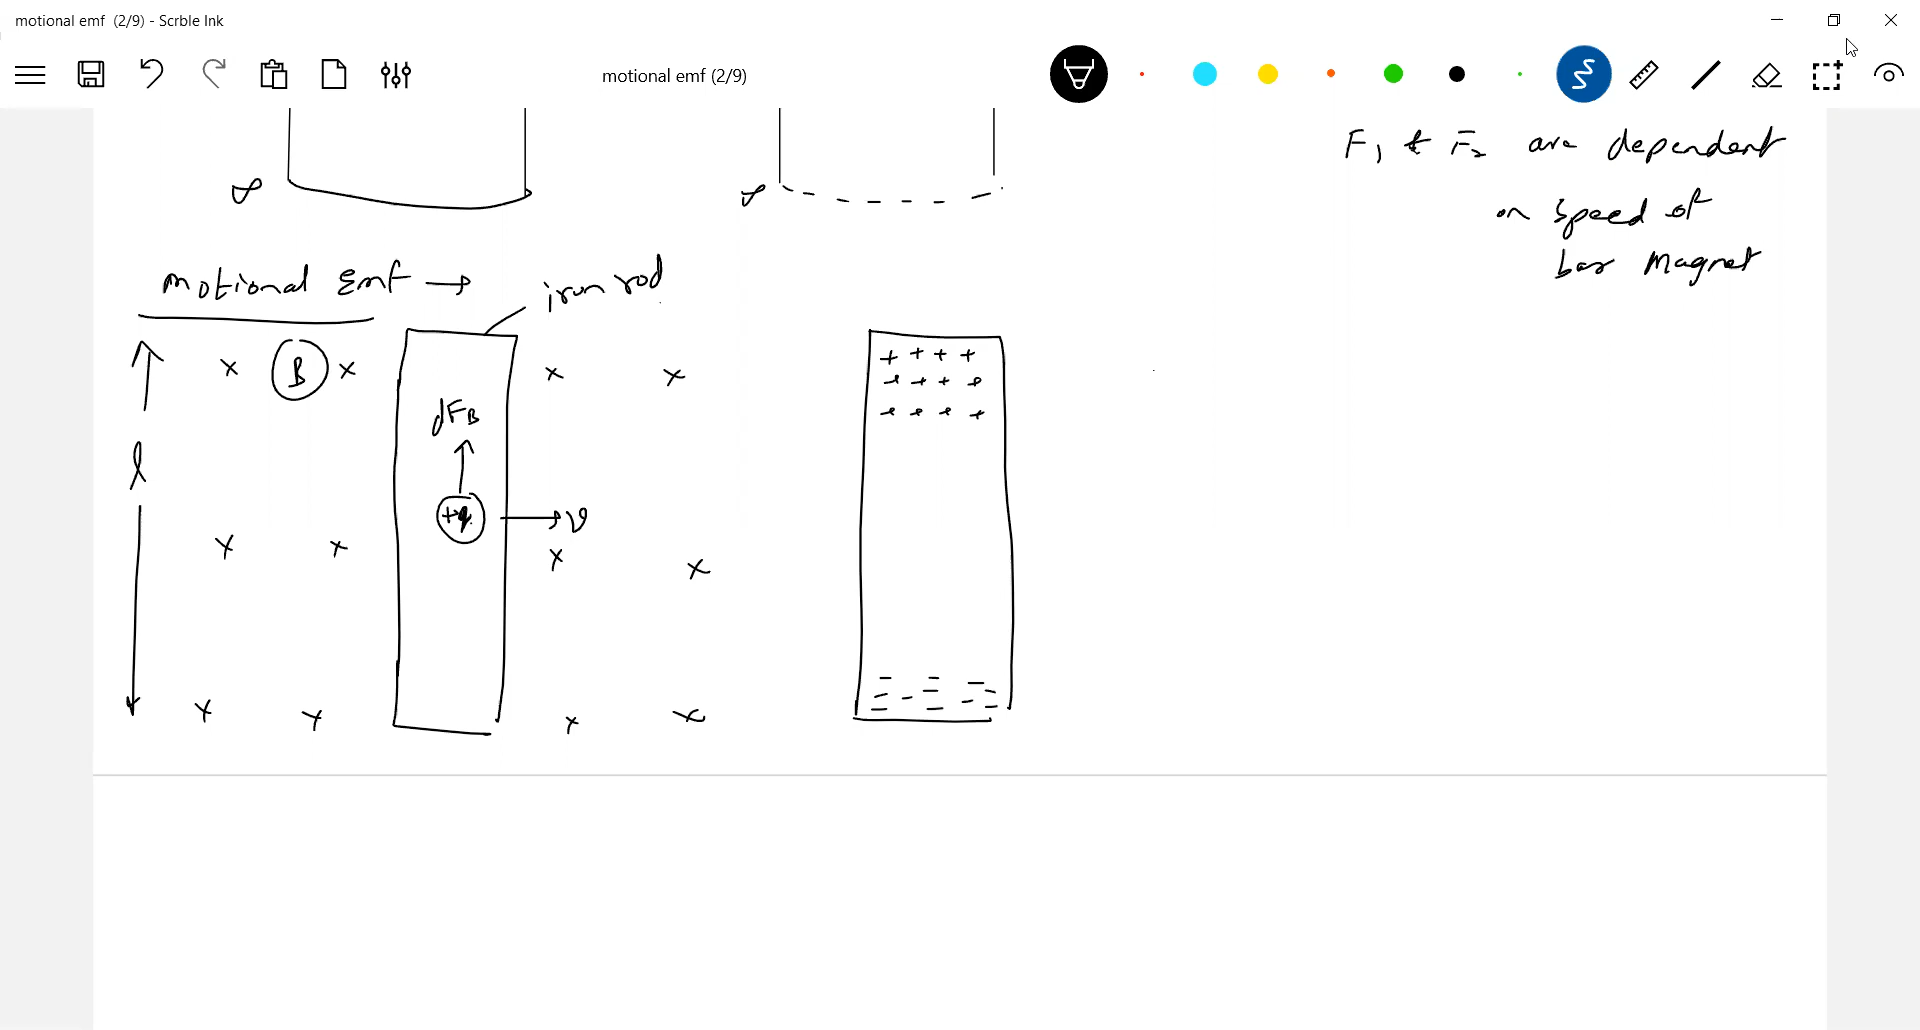 motional emf (2/9) - Scrble Ink
motional emf (2/9)
F1 & F2 are dependent
on speed of
bar magnet
motional Emf →
iron rod
B
dFB
l
+q
v